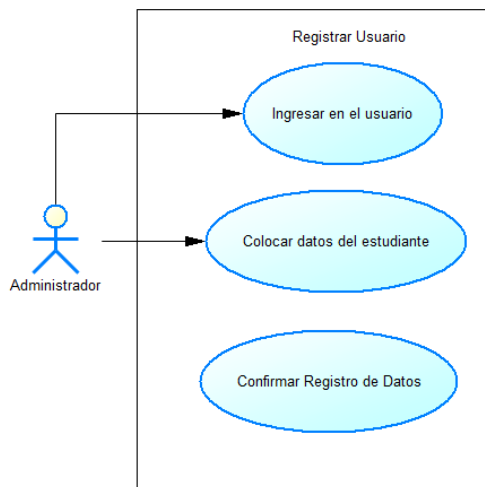 Registrar Usuario
Ingresar en el usuario
Colocar datos del estudiante
Administrador
Confirmar Registro de Datos